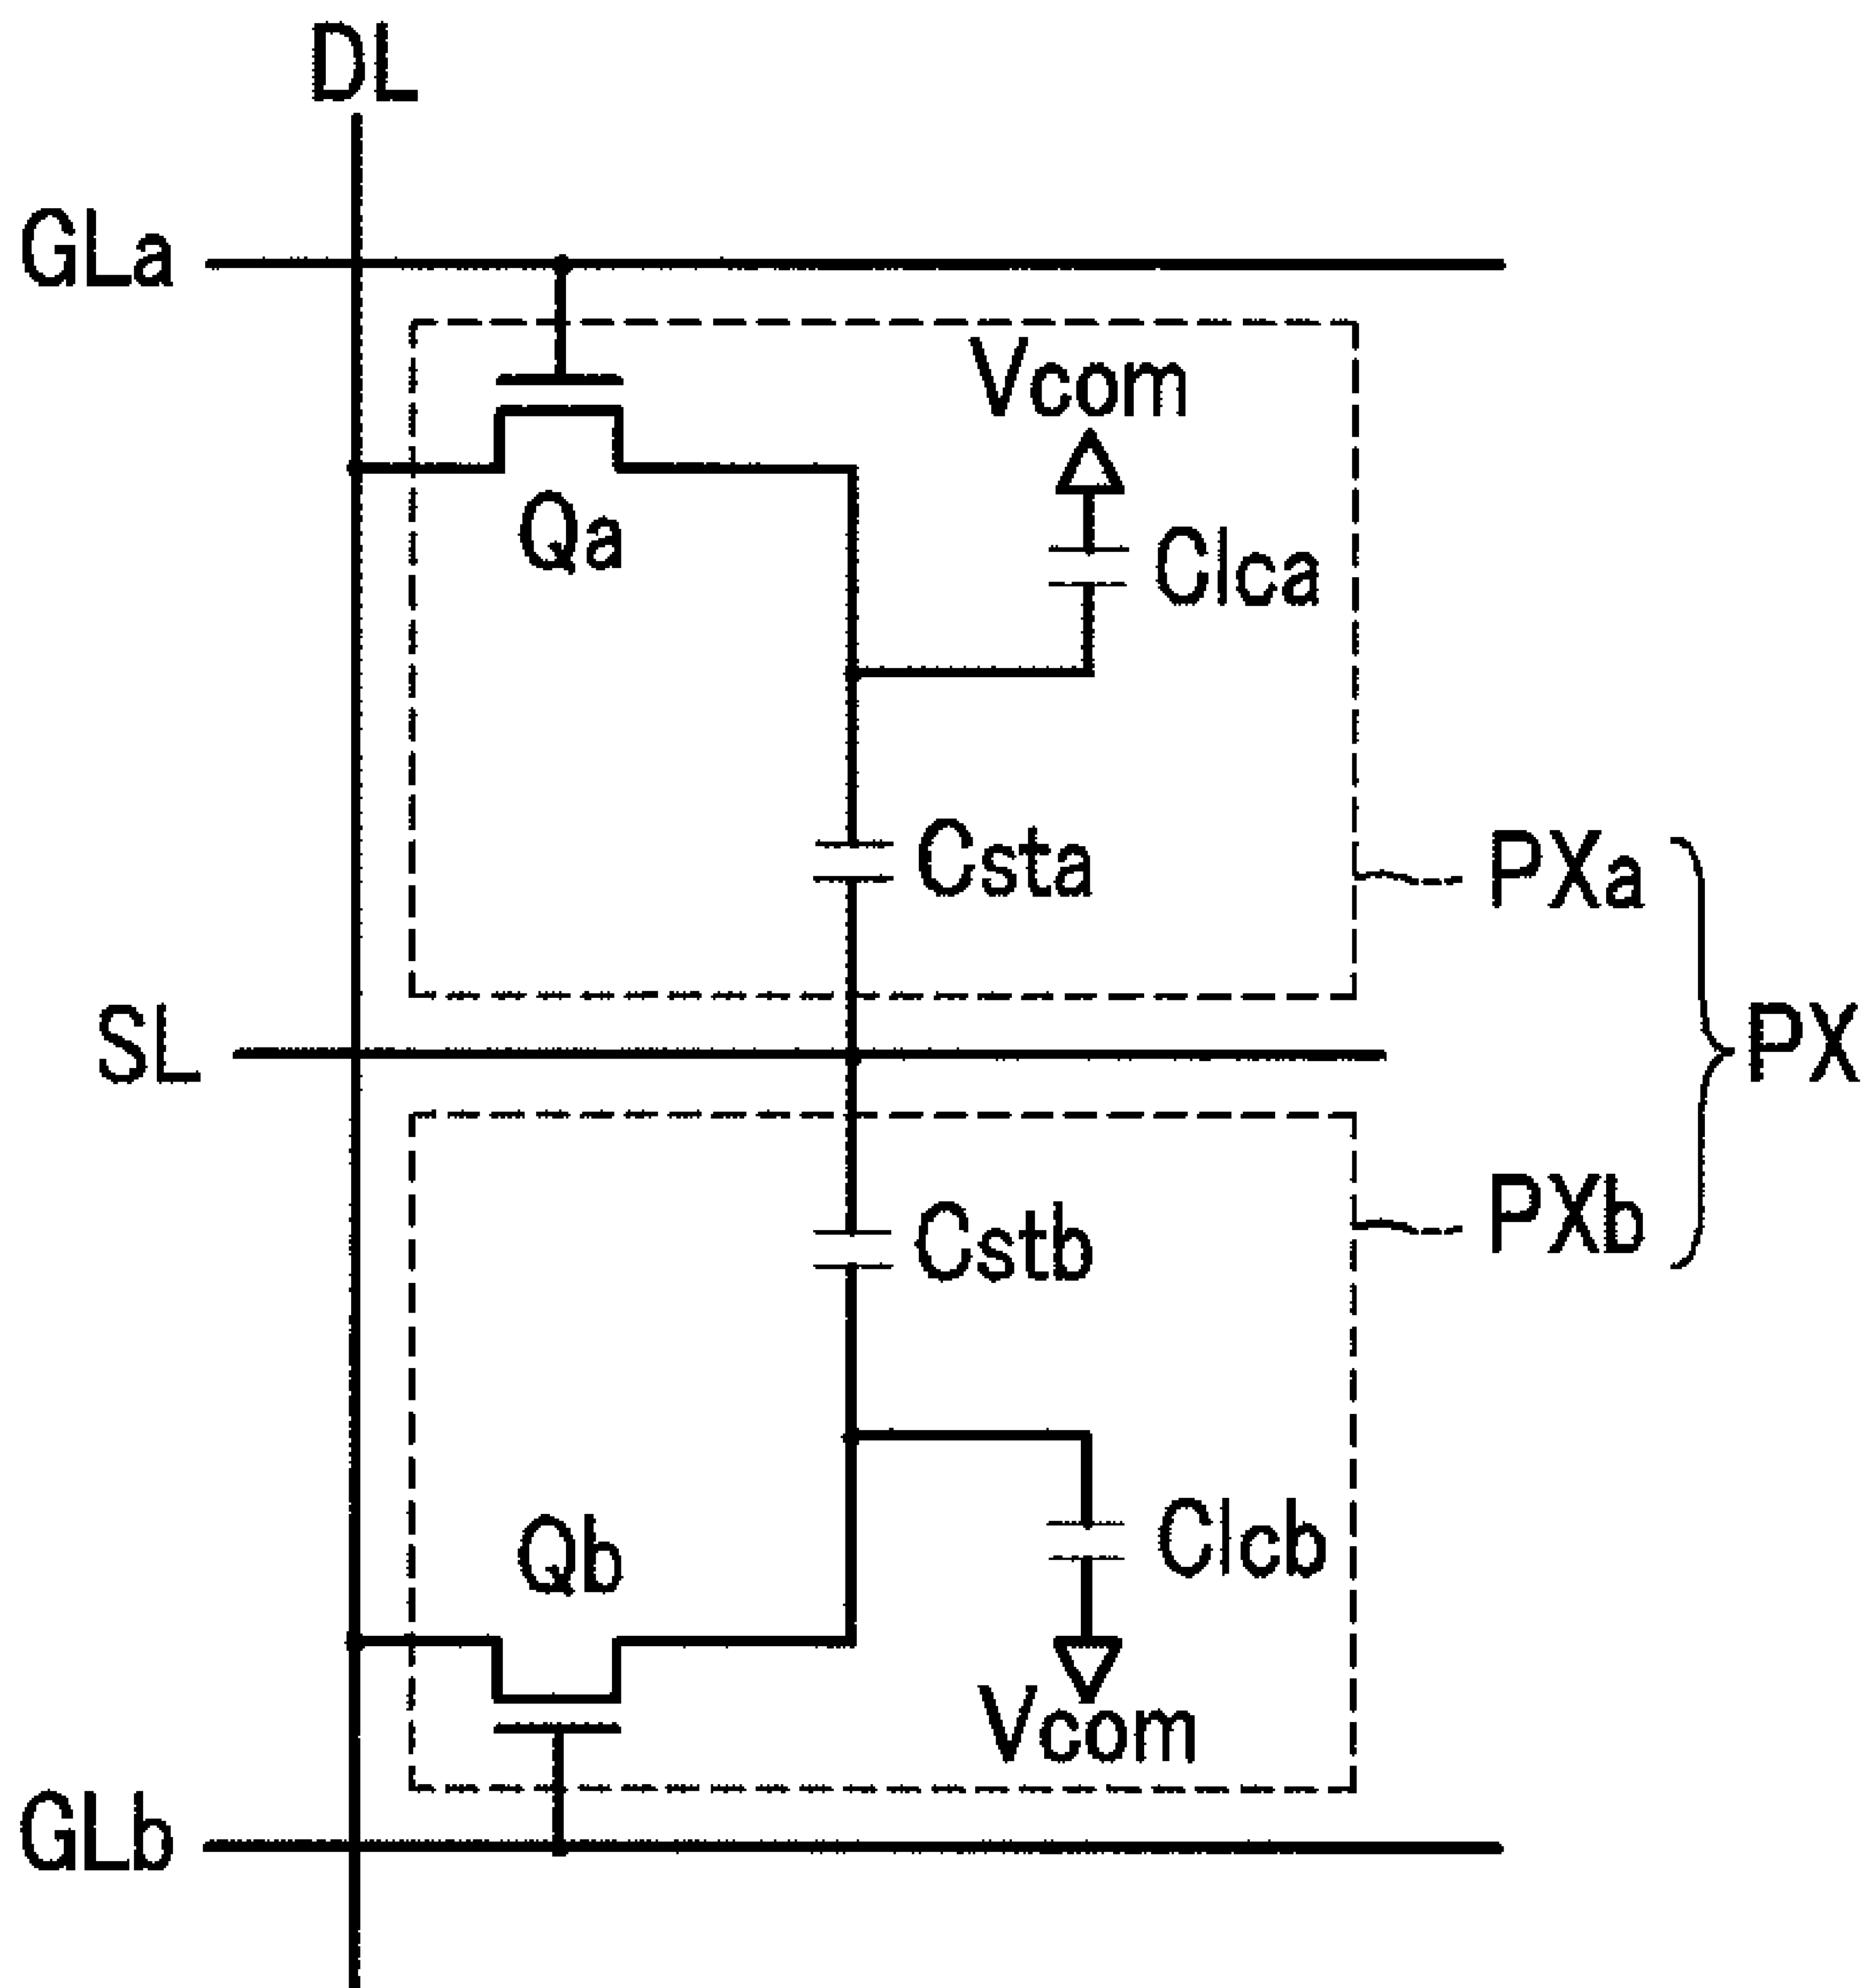 DL
GLa
Vcom
Qa
Clca
Csta
PXa
SL
PX
PXb
Cstb
Clcb
Qb
Vcom
GLb